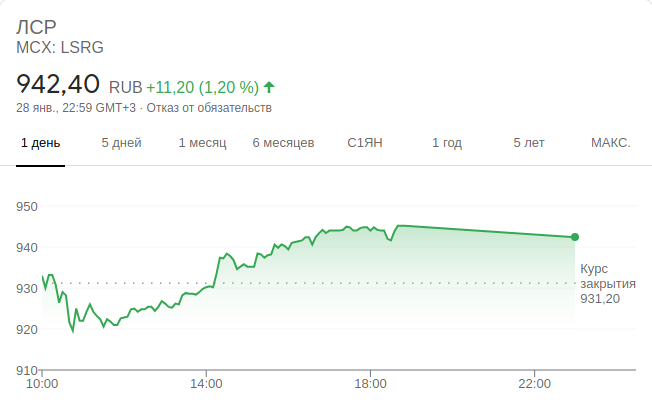 ЛСР
MCX: LSRG
942,40 RUB +11,20 (1,20 %)
28 янв., 22:59 GMT+3 · Отказ от обязательств
1 день 5 дней 1 месяц 6 месяцев С1ЯН 1 год 5 лет МАКС.
950
940
930
920
910
Курс
закрытия
931,20
10:00 14:00 18:00 22:00